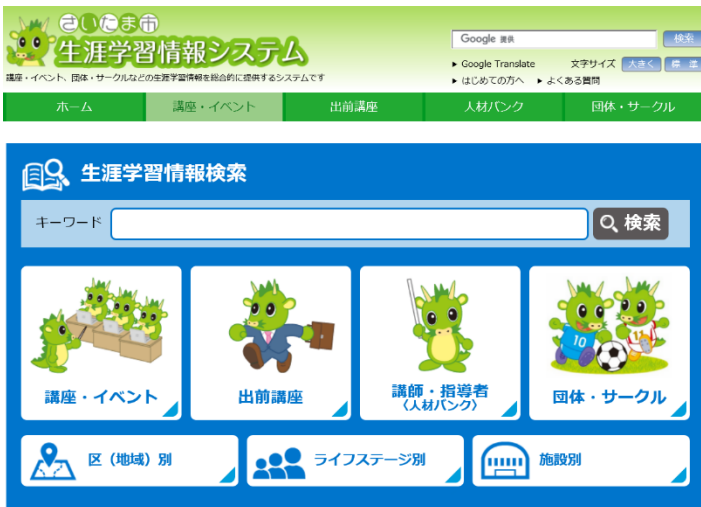 さいたま市
生涯学習情報システム
講座・イベント、団体・サークルなどの生涯学習情報を総合的に提供するシステムです
Google 提供
検索
Google Translate
文字サイズ 大きく 標準
はじめての方へ よくある質問
ホーム 講座・イベント 出前講座 人材バンク 団体・サークル
生涯学習情報検索
キーワード 検索
10
講座・イベント
出前講座
講師・指導者
〈人材バンク〉
団体・サークル
区（地域）別
ライフステージ別
施設別